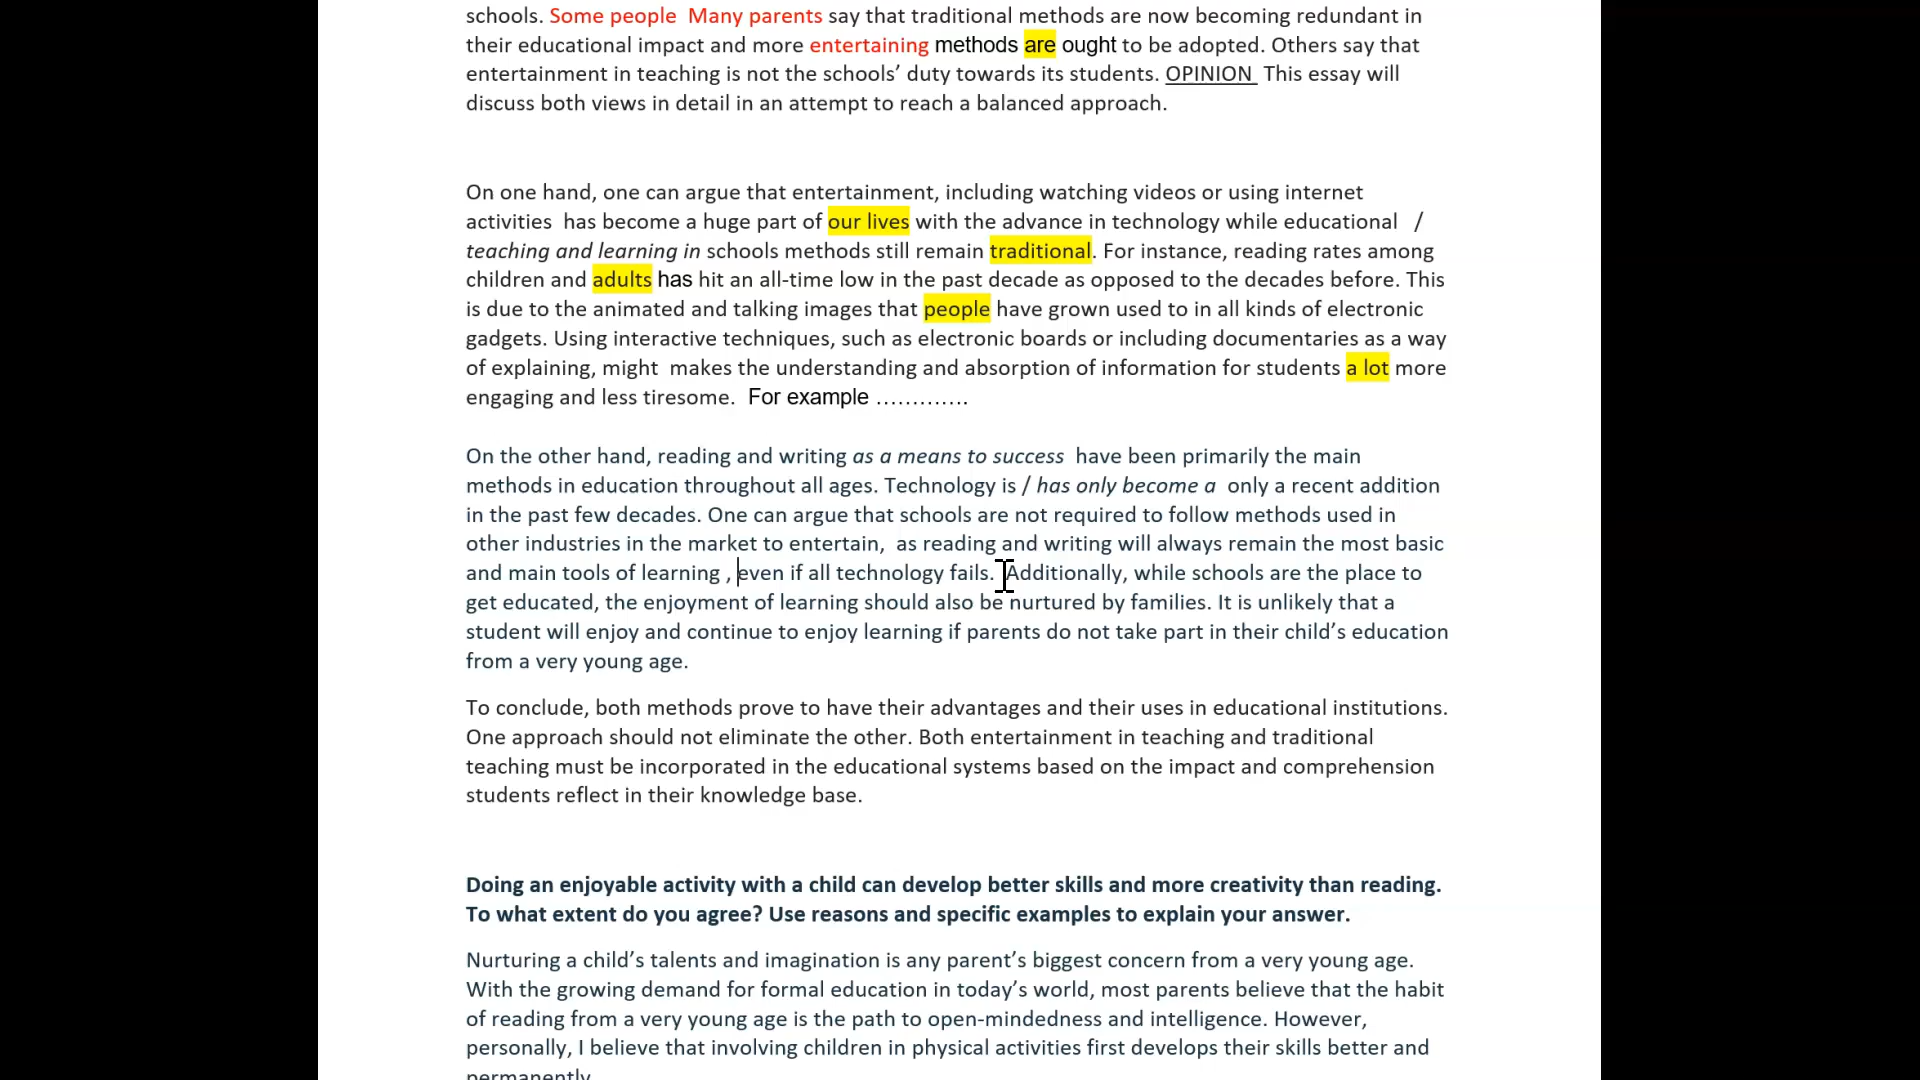 schools. Some people  Many parents say that traditional methods are now becoming redundant in
their educational impact and more entertaining methods are ought to be adopted. Others say that
entertainment in teaching is not the schools’ duty towards its students. OPINION  This essay will
discuss both views in detail in an attempt to reach a balanced approach.
On one hand, one can argue that entertainment, including watching videos or using internet
activities  has become a huge part of our lives with the advance in technology while educational  /
teaching and learning in schools methods still remain traditional. For instance, reading rates among
children and adults has hit an all-time low in the past decade as opposed to the decades before. This
is due to the animated and talking images that people have grown used to in all kinds of electronic
gadgets. Using interactive techniques, such as electronic boards or including documentaries as a way
of explaining, might  makes the understanding and absorption of information for students a lot more
engaging and less tiresome.  For example ………….
On the other hand, reading and writing as a means to success  have been primarily the main
methods in education throughout all ages. Technology is / has only become a  only a recent addition
in the past few decades. One can argue that schools are not required to follow methods used in
other industries in the market to entertain,  as reading and writing will always remain the most basic
and main tools of learning , even if all technology fails.  Additionally, while schools are the place to
get educated, the enjoyment of learning should also be nurtured by families. It is unlikely that a
student will enjoy and continue to enjoy learning if parents do not take part in their child’s education
from a very young age.
To conclude, both methods prove to have their advantages and their uses in educational institutions.
One approach should not eliminate the other. Both entertainment in teaching and traditional
teaching must be incorporated in the educational systems based on the impact and comprehension
students reflect in their knowledge base.
Doing an enjoyable activity with a child can develop better skills and more creativity than reading.
To what extent do you agree? Use reasons and specific examples to explain your answer.
Nurturing a child’s talents and imagination is any parent’s biggest concern from a very young age.
With the growing demand for formal education in today’s world, most parents believe that the habit
of reading from a very young age is the path to open-mindedness and intelligence. However,
personally, I believe that involving children in physical activities first develops their skills better and
permanently.